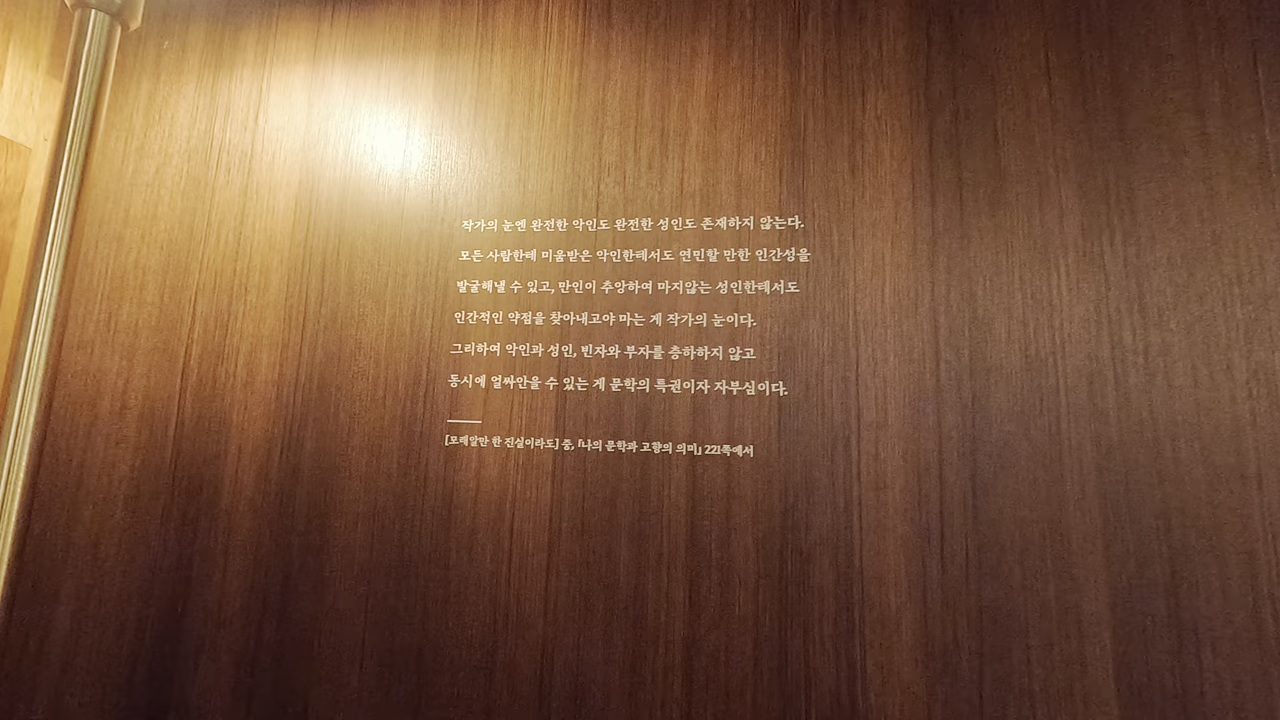 작가의 눈엔 완전한 악인도 완전한 성인도 존재하지 않는다.
모든 사람한테 미움받은 악인한테서도 연민할 만한 인간성을
발굴해낼 수 있고, 만인이 추앙하여 마지않는 성인한테서도
인간적인 약점을 찾아내고야 마는 게 작가의 눈이다.
그리하여 악인과 성인, 빈자와 부자를 층하하지 않고
동시에 얼싸안을 수 있는 게 문학의 특권이자 자부심이다.
[모래알만 한 진실이라도] 중, 「나의 문학과 고향의 의미」 221쪽에서